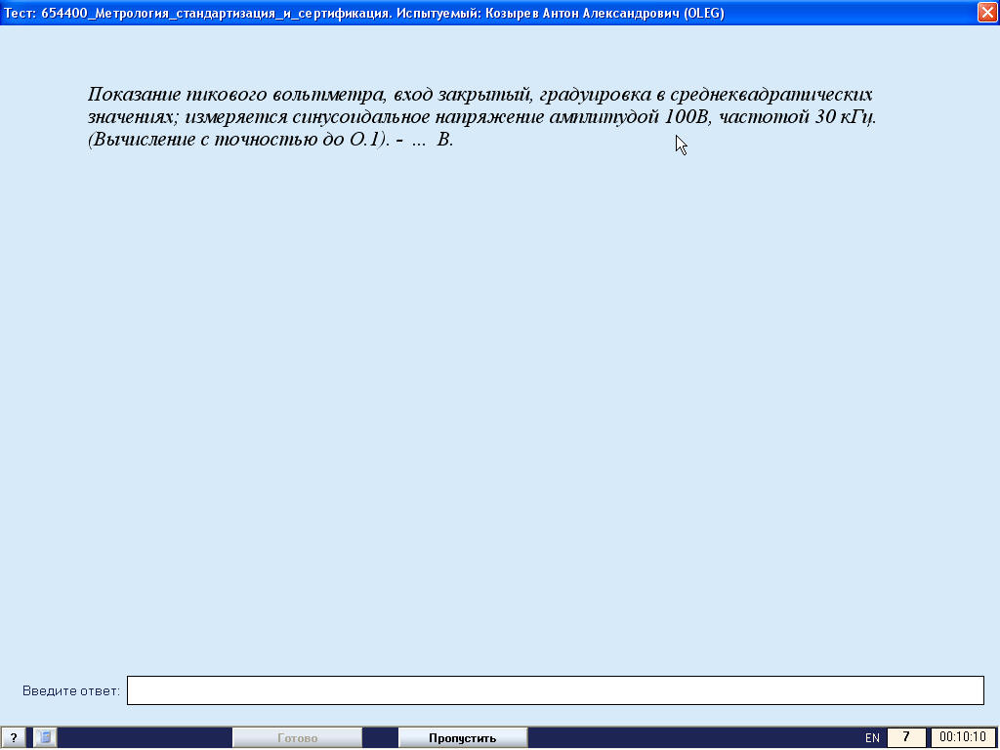 Тест: 654400_Метрология_стандартизация_и_сертификация. Испытуемый: Козырев Антон Александрович (OLEG)
Показание пикового вольтметра, вход закрытый, градуировка в среднеквадратических
значениях; измеряется синусоидальное напряжение амплитудой 100В, частотой 30 кГц.
(Вычисление с точностью до О.1). - ... В.
Введите ответ:
? Готово Пропустить EN 7 00:10:10